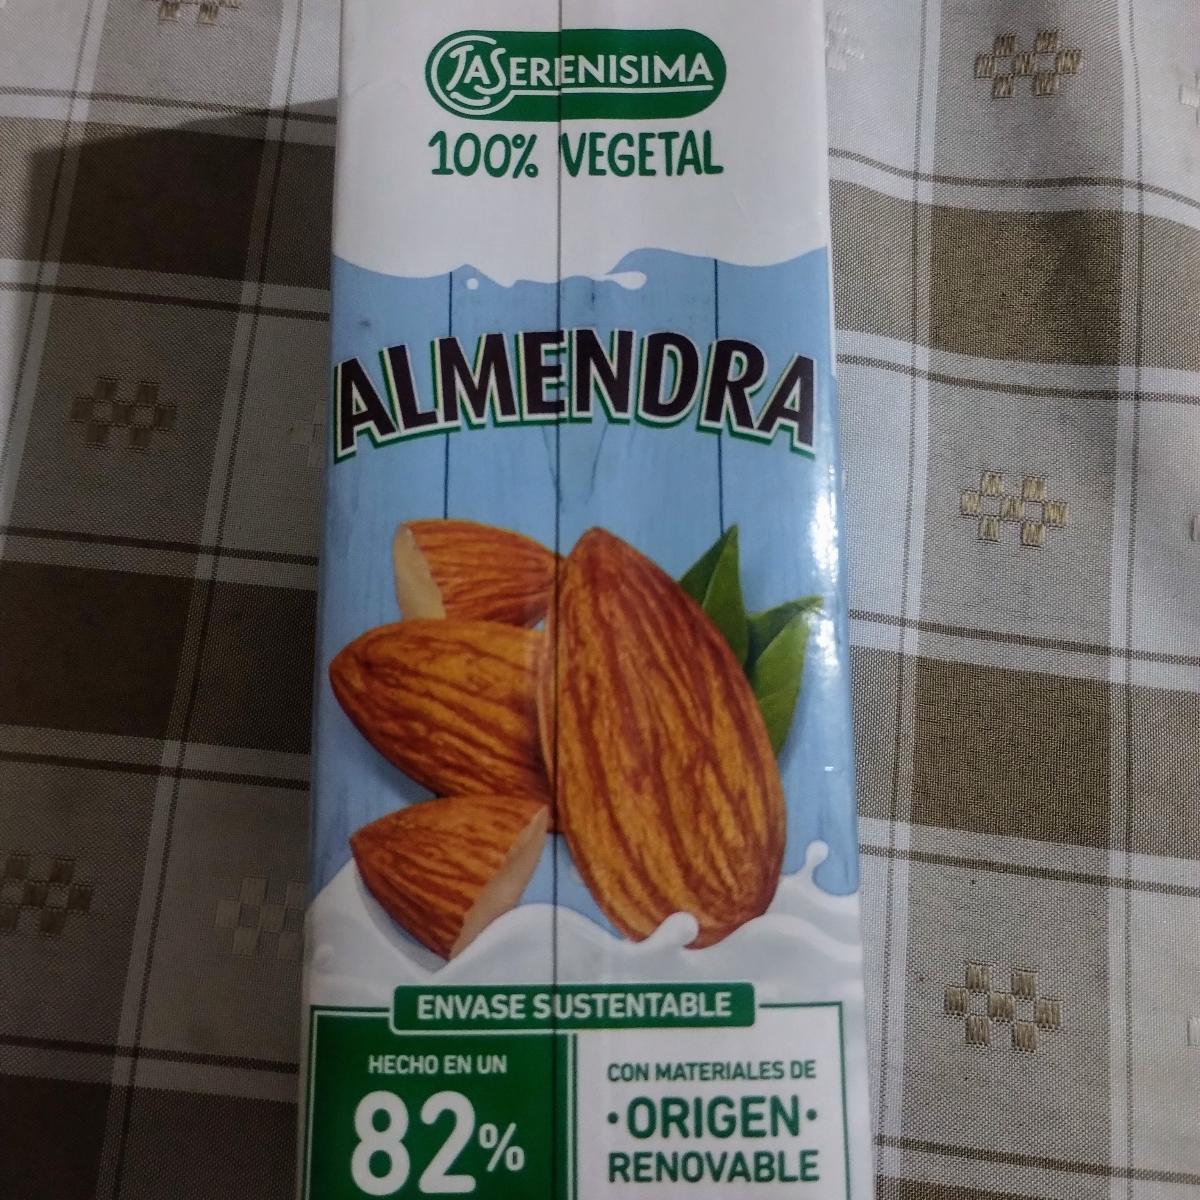 LASERENISIMA
100% VEGETAL
ALMENDRA
ENVASE SUSTENTABLE
HECHO EN UN
82%
CON MATERIALES DE
·ORIGEN·
RENOVABLE